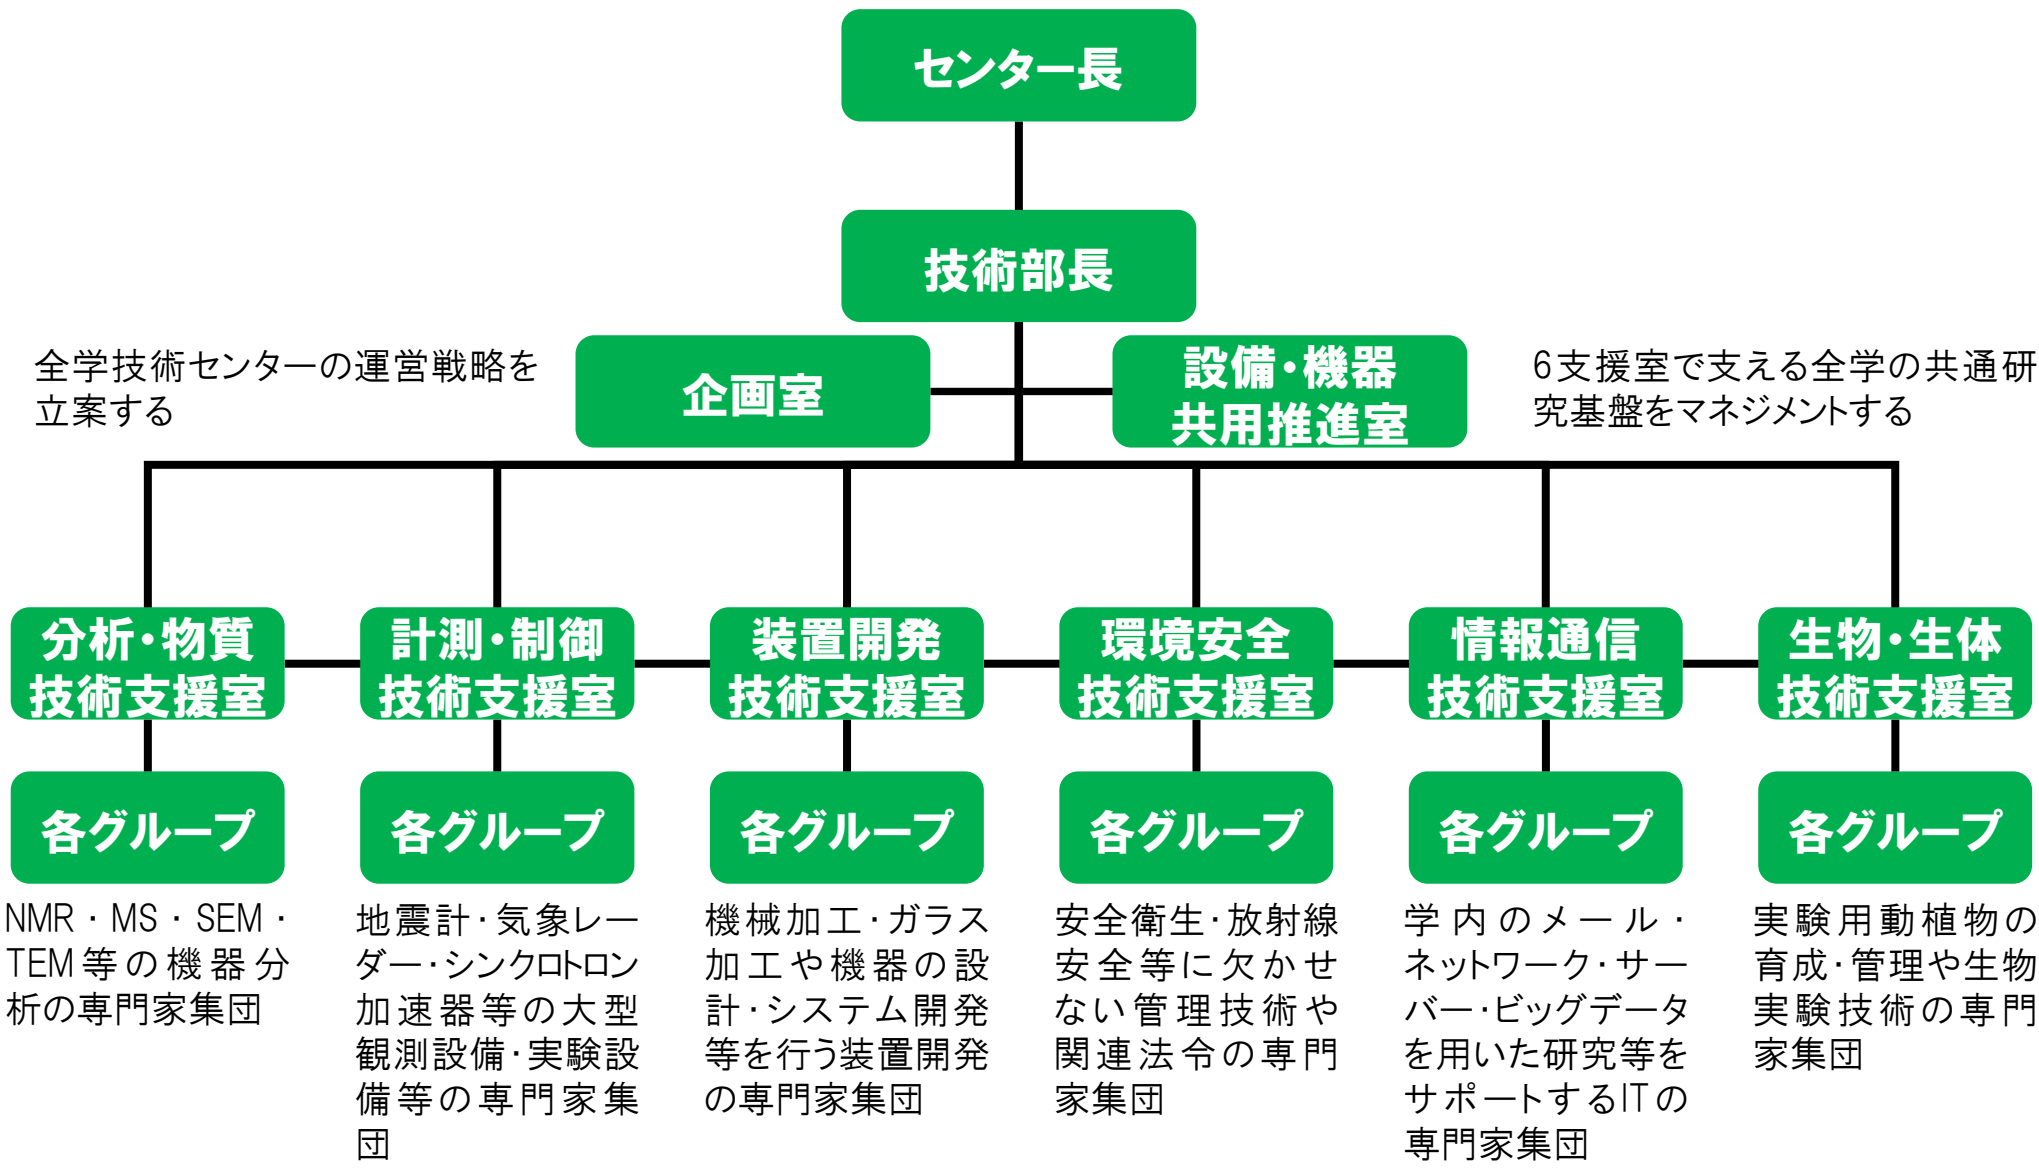 センター長
技術部長
全学技術センターの運営戦略を
立案する
企画室
設備・機器
共用推進室
6支援室で支える全学の共通研
究基盤をマネジメントする
分析・物質
技術支援室
計測・制御
技術支援室
装置開発
技術支援室
環境安全
技術支援室
情報通信
技術支援室
生物・生体
技術支援室
各グループ
各グループ
各グループ
各グループ
各グループ
各グループ
NMR・MS・SEM・
TEM等の機器分
析の専門家集団
地震計・気象レー
ダー・シンクロトロン
加速器等の大型
観測設備・実験設
備等の専門家集
団
機械加工・ガラス
加工や機器の設
計・システム開発
等を行う装置開発
の専門家集団
安全衛生・放射線
安全等に欠かせ
ない管理技術や
関連法令の専門
家集団
学内のメール・
ネットワーク・サー
バー・ビッグデータ
を用いた研究等を
サポートするITの
専門家集団
実験用動植物の
育成・管理や生物
実験技術の専門
家集団